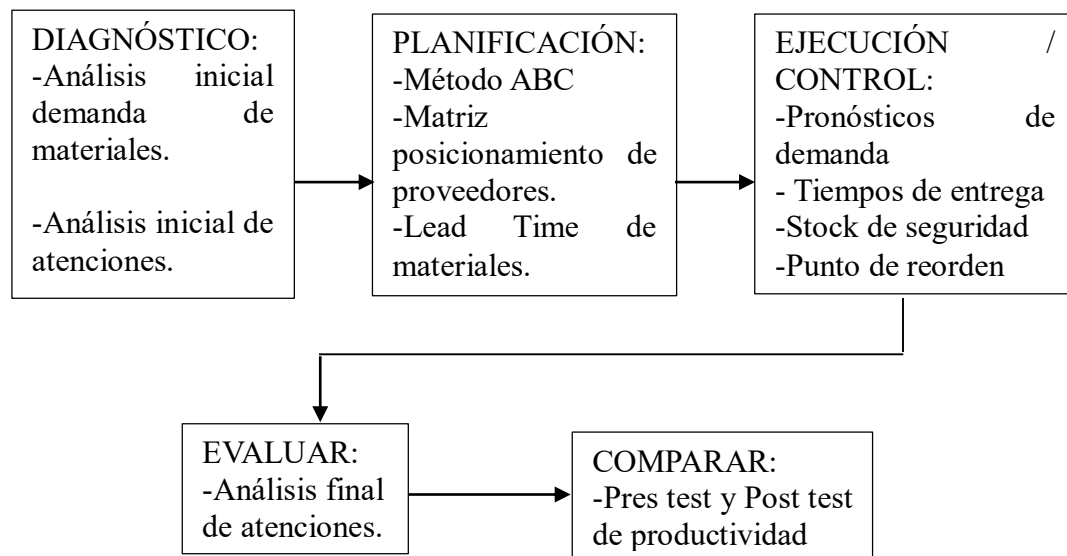 DIAGNÓSTICO:
-Análisis inicial
demanda de
materiales.
-Análisis inicial de
atenciones.
PLANIFICACIÓN:
-Método ABC
-Matriz
posicionamiento de
proveedores.
-Lead Time de
materiales.
EJECUCIÓN /
CONTROL:
-Pronósticos de
demanda
- Tiempos de entrega
-Stock de seguridad
-Punto de reorden
EVALUAR:
-Análisis final
de atenciones.
COMPARAR:
-Pres test y Post test
de productividad